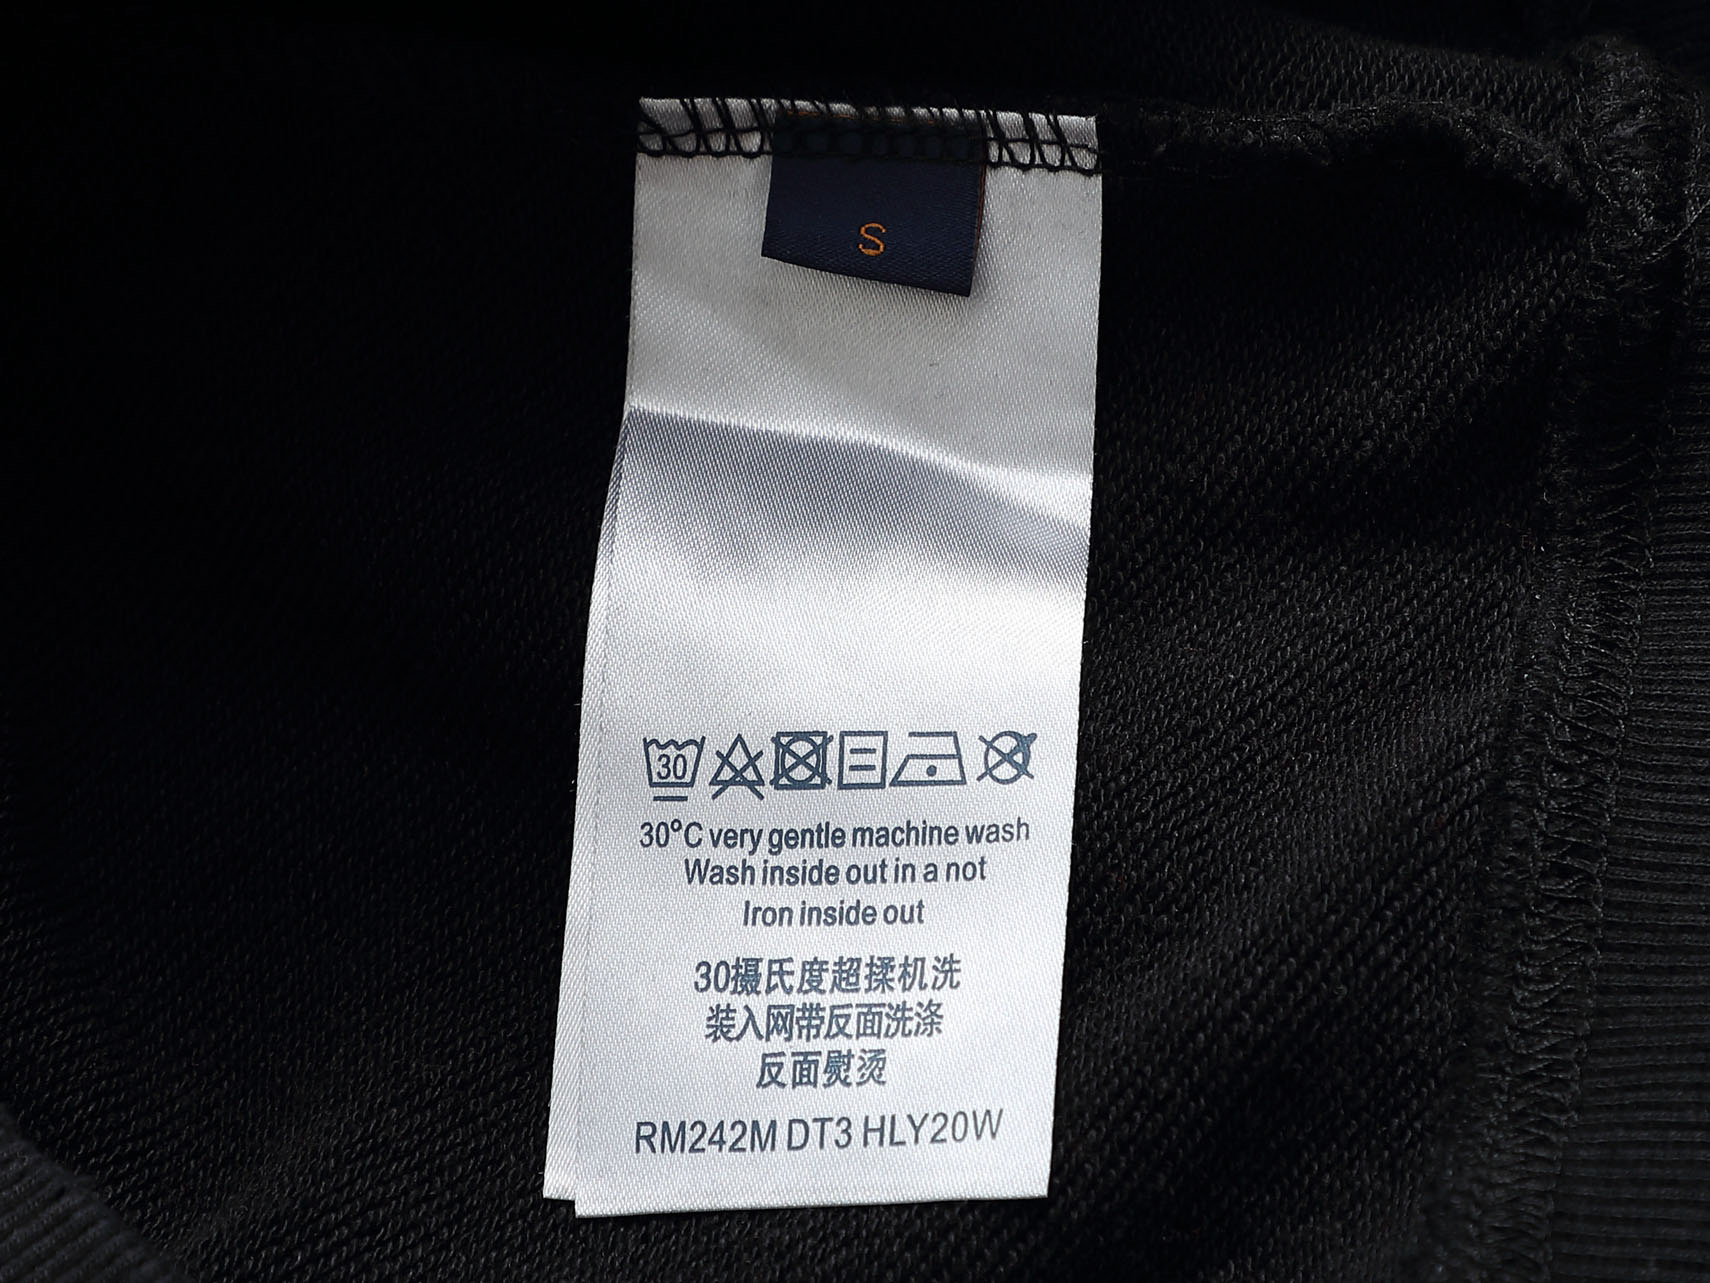 S
30
30°C very gentle machine wash
Wash inside out in a not
Iron inside out
30摄氏度超揉机洗
装入网带反面洗涤
反面熨烫
RM242M DT3 HLY20W